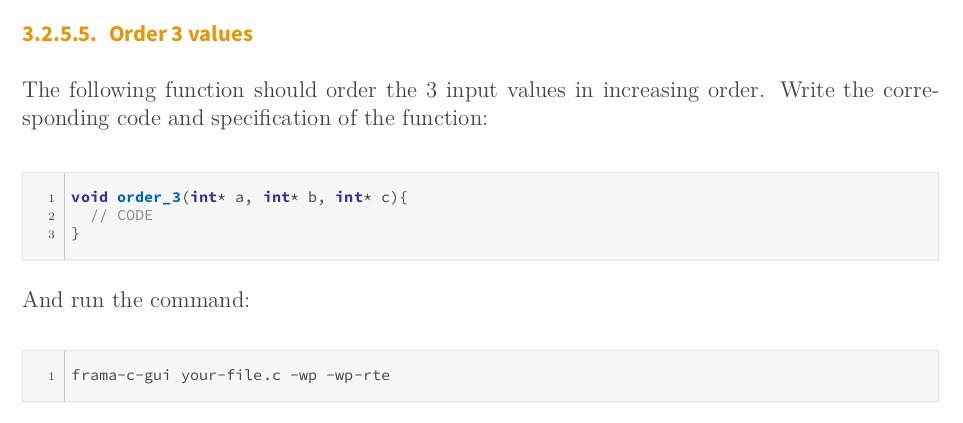 3.2.5.5. Order 3 values
The following function should order the 3 input values in increasing order. Write the corre-
sponding code and specification of the function:
1 void order_3(int* a, int* b, int* c){
2   // CODE
3 }
And run the command:
1 frama-c-gui your-file.c -wp -wp-rte